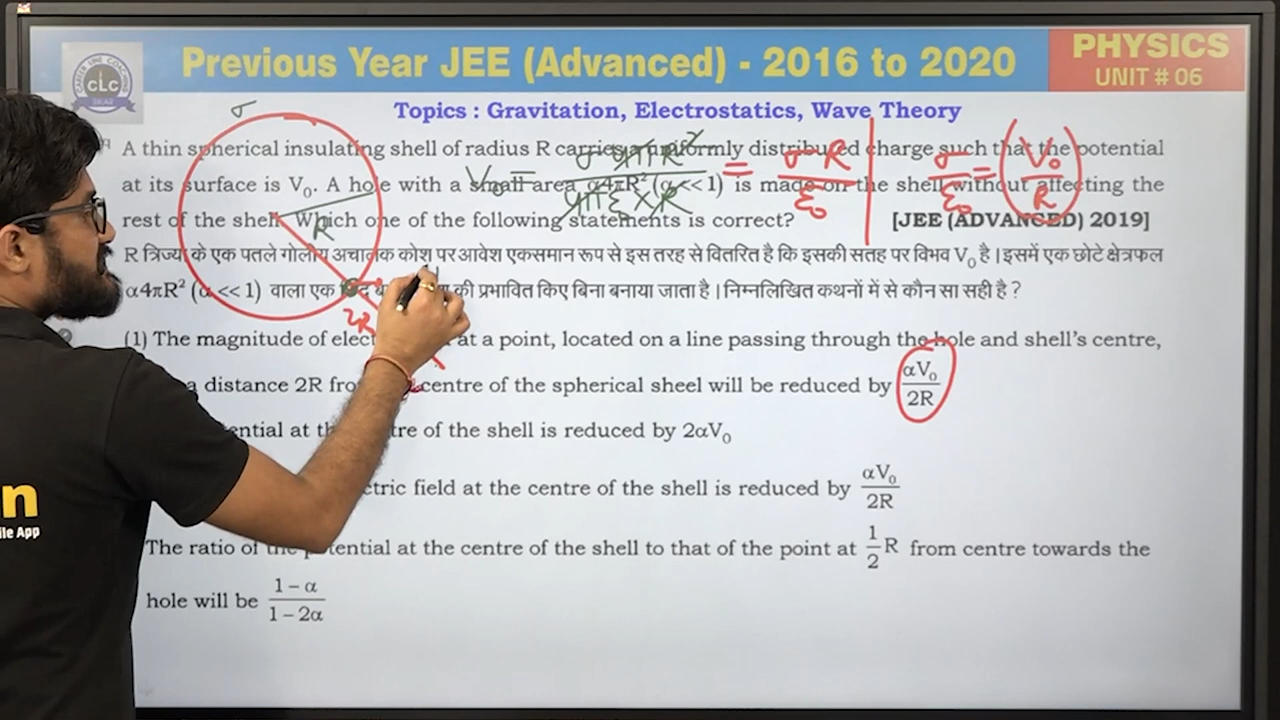 Previous Year JEE (Advanced) - 2016 to 2020
PHYSICS
UNIT # 06
CLC
Topics : Gravitation, Electrostatics, Wave Theory
A thin spherical insulating shell of radius R carries a uniformly distributed charge such that the potential
at its surface is V₀. A hole with a small area α4πR² (α << 1) is made on the shell without affecting the
rest of the shell. Which one of the following statements is correct? [JEE (ADVANCED) 2019]
R त्रिज्या के एक पतले गोलीय अचालक कोश पर आवेश एकसमान रूप से इस तरह से वितरित है कि इसकी सतह पर विभव V₀ है। इसमें एक छोटे क्षेत्रफल
α4πR² (α << 1) वाला एक की प्रभावित किए बिना बनाया जाता है। निम्नलिखित कथनों में से कौन सा सही है ?
(1) The magnitude of at a point, located on a line passing through the hole and shell's centre,
a distance 2R centre of the spherical sheel will be reduced by αV₀/2R
of the shell is reduced by 2αV₀
field at the centre of the shell is reduced by αV₀/2R
The ratio of the potential at the centre of the shell to that of the point at 1/2 R from centre towards the
hole will be 1 – α/1 – 2α
σ
R
2R
V₀ = σ 4πR²/4πε₀ × R = σR/ε₀
σ/ε₀ = V₀/R